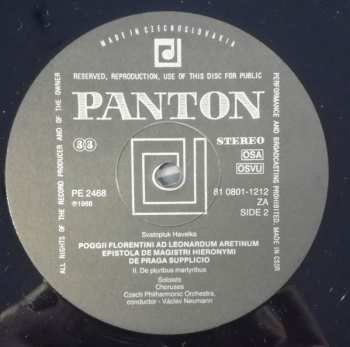 MADE IN CZECHOSLOVAKIA
RESERVED, REPRODUCTION, USE OF THIS DISC FOR PUBLIC
PERFORMANCE AND BROADCASTING PROHIBITED. MADE IN CSSR
ALL RIGHTS OF THE RECORD PRODUCER AND OF THE OWNER
PANTON
33
STEREO
OSA
OSVU
PE 2468
℗1988
81 0801-1212
ZA
SIDE 2
Svatopluk Havelka
POGGII FLORENTINI AD LEONARDUM ARETINUM
EPISTOLA DE MAGISTRI HIERONYMI
DE PRAGA SUPPLICIO
II. De pluribus martyribus
Soloists
Choruses
Czech Philharmonic Orchestra,
conductor - Václav Neumann